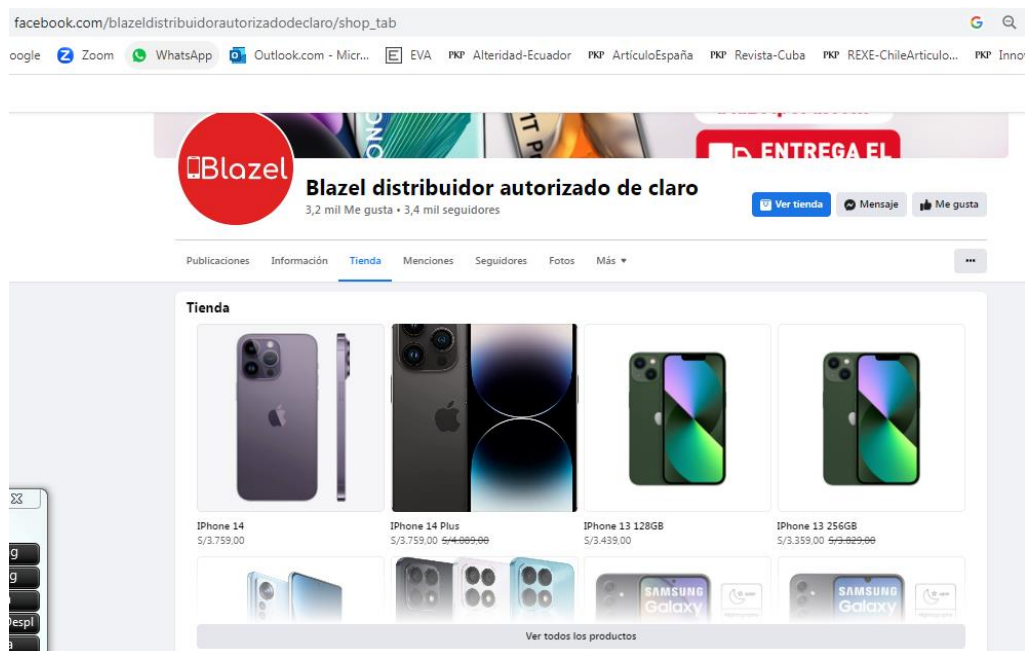 facebook.com/blazeldistribuidorautorizadodeclaro/shop_tab
oogle Zoom WhatsApp Outlook.com - Micr... EVA PKP Alteridad-Ecuador PKP ArtículoEspaña PKP Revista-Cuba PKP REXE-ChileArticulo... PKP Inno
ENTREGA EL
Blazel
Blazel distribuidor autorizado de claro
3,2 mil Me gusta • 3,4 mil seguidores
Ver tienda Mensaje Me gusta
Publicaciones Información Tienda Menciones Seguidores Fotos Más
Tienda
IPhone 14
S/3.759,00
IPhone 14 Plus
S/3.759,00 S/4.089,00
IPhone 13 128GB
S/3.439,00
IPhone 13 256GB
S/3.359,00 S/3.829,00
SAMSUNG
Galaxy
SAMSUNG
Galaxy
Ver todos los productos
g
g
Despl
a